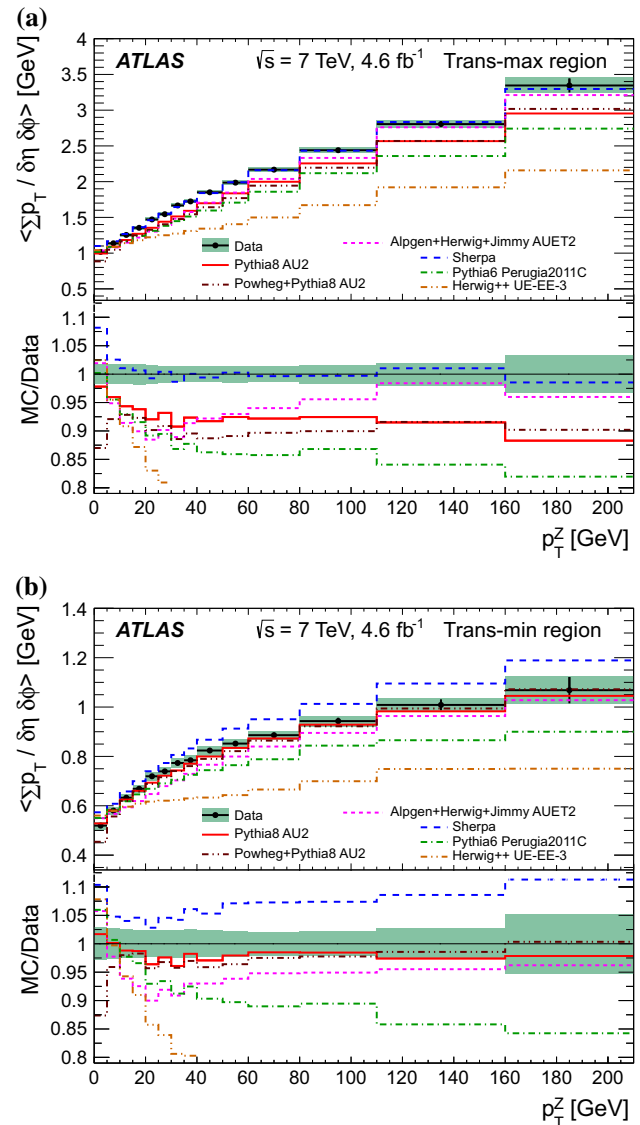 (a)
ATLAS √s = 7 TeV, 4.6 fb⁻¹ Trans-max region
<Σp_T / δη δϕ> [GeV]
4
3.5
3
2.5
2
1.5
1
0.5
Data
Pythia8 AU2
Powheg+Pythia8 AU2
Alpgen+Herwig+Jimmy AUET2
Sherpa
Pythia6 Perugia2011C
Herwig++ UE-EE-3
MC/Data
1.1
1.05
1
0.95
0.9
0.85
0.8
0 20 40 60 80 100 120 140 160 180 200
p_T^Z [GeV]
(b)
ATLAS √s = 7 TeV, 4.6 fb⁻¹ Trans-min region
<Σp_T / δη δϕ> [GeV]
1.4
1.2
1
0.8
0.6
0.4
Data
Pythia8 AU2
Powheg+Pythia8 AU2
Alpgen+Herwig+Jimmy AUET2
Sherpa
Pythia6 Perugia2011C
Herwig++ UE-EE-3
MC/Data
1.1
1.05
1
0.95
0.9
0.85
0.8
0 20 40 60 80 100 120 140 160 180 200
p_T^Z [GeV]